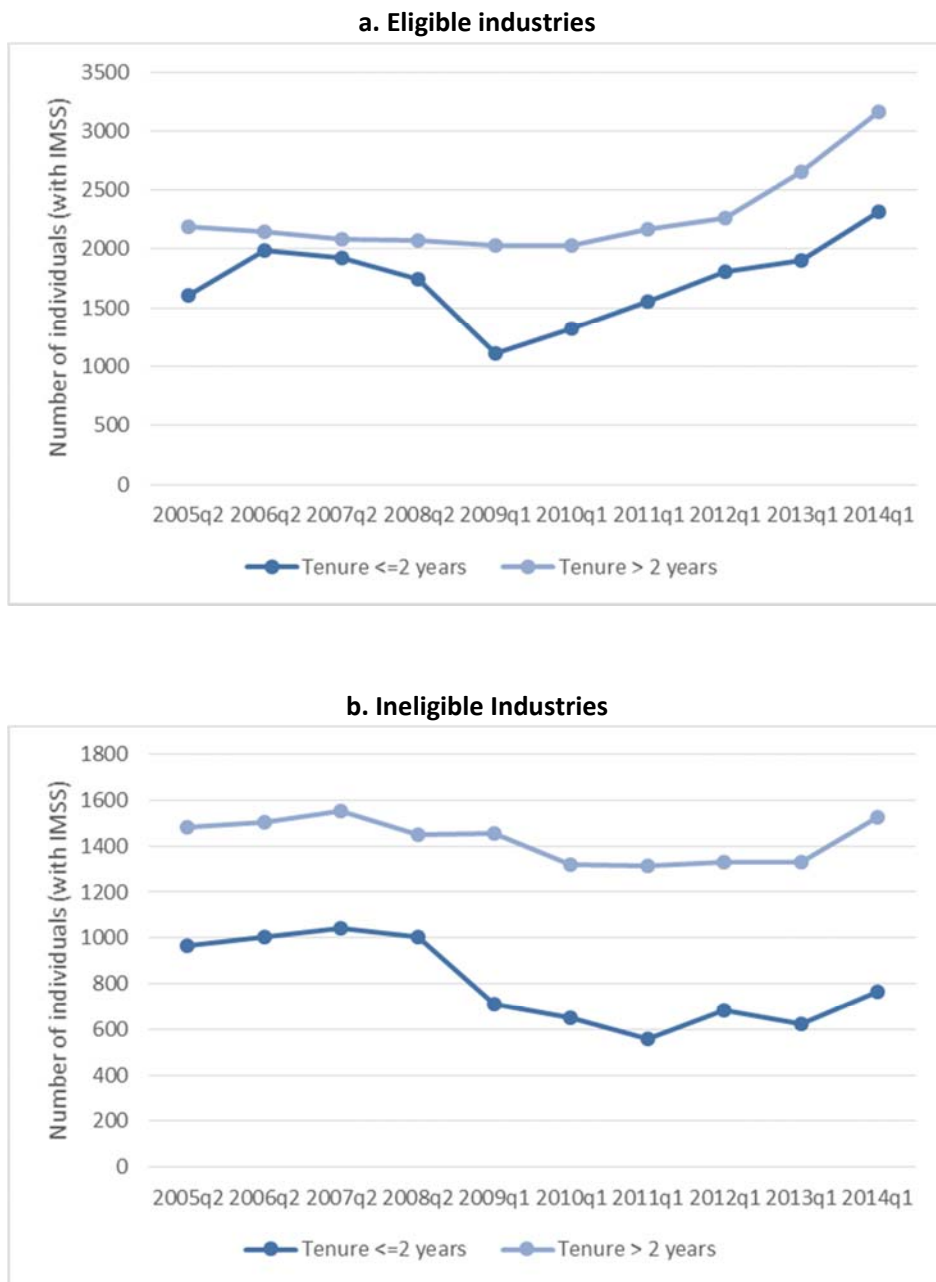 a. Eligible industries
Number of individuals (with IMSS)
3500
3000
2500
2000
1500
1000
500
0
2005q2 2006q2 2007q2 2008q2 2009q1 2010q1 2011q1 2012q1 2013q1 2014q1
Tenure <=2 years Tenure > 2 years
b. Ineligible Industries
Number of individuals (with IMSS)
1800
1600
1400
1200
1000
800
600
400
200
0
2005q2 2006q2 2007q2 2008q2 2009q1 2010q1 2011q1 2012q1 2013q1 2014q1
Tenure <=2 years Tenure > 2 years